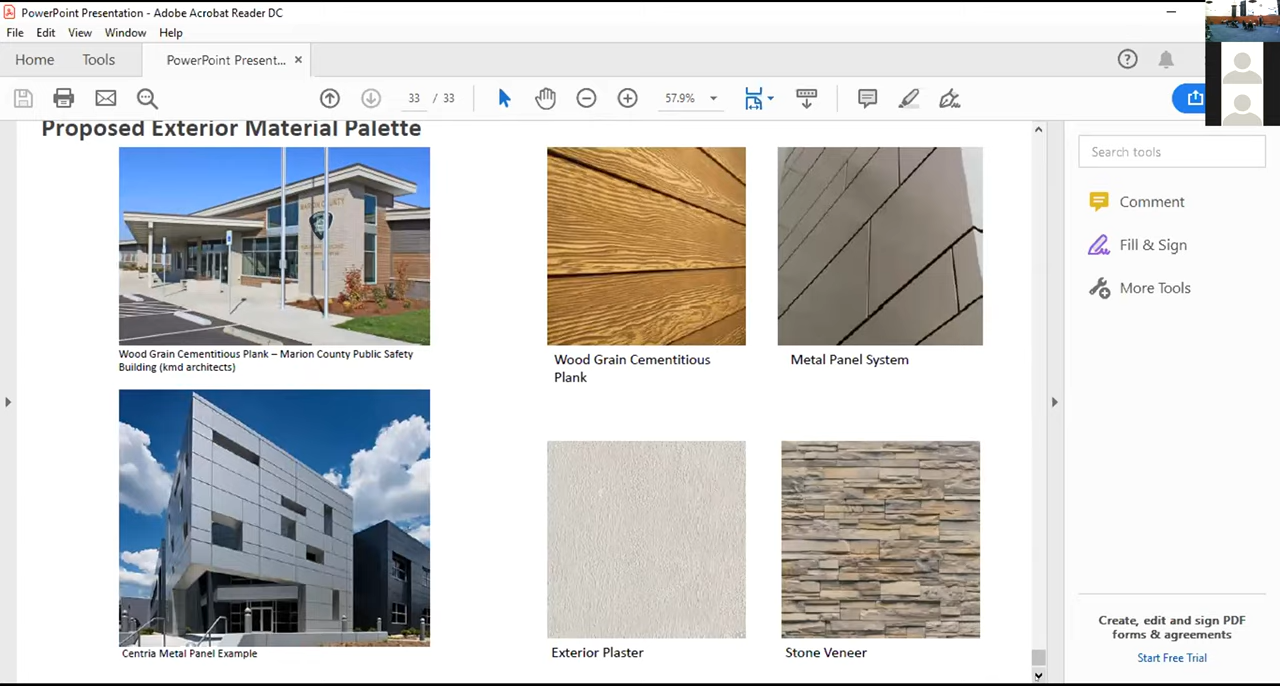 PowerPoint Presentation - Adobe Acrobat Reader DC
File Edit View Window Help
Home Tools PowerPoint Present... ×
33 / 33 57.9%
Proposed Exterior Material Palette
MARION COUNTY
Wood Grain Cementitious Plank – Marion County Public Safety
Building (kmd architects)
Wood Grain Cementitious
Plank
Metal Panel System
Centria Metal Panel Example
Exterior Plaster
Stone Veneer
Search tools
Comment
Fill & Sign
More Tools
Create, edit and sign PDF
forms & agreements
Start Free Trial